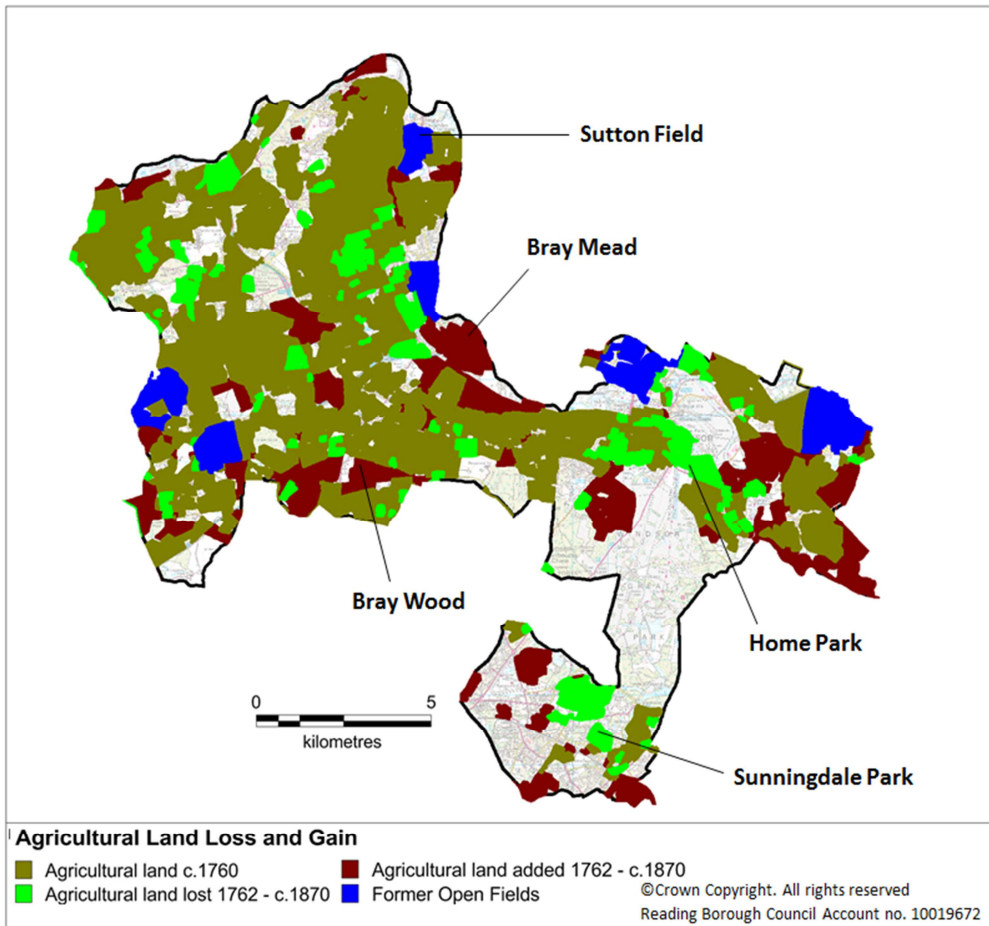 Sutton Field
Bray Mead
Bray Wood
Home Park
Sunningdale Park
0 5
kilometres
Agricultural Land Loss and Gain
Agricultural land c.1760
Agricultural land added 1762 - c.1870
Agricultural land lost 1762 - c.1870
Former Open Fields
©Crown Copyright. All rights reserved
Reading Borough Council Account no. 10019672